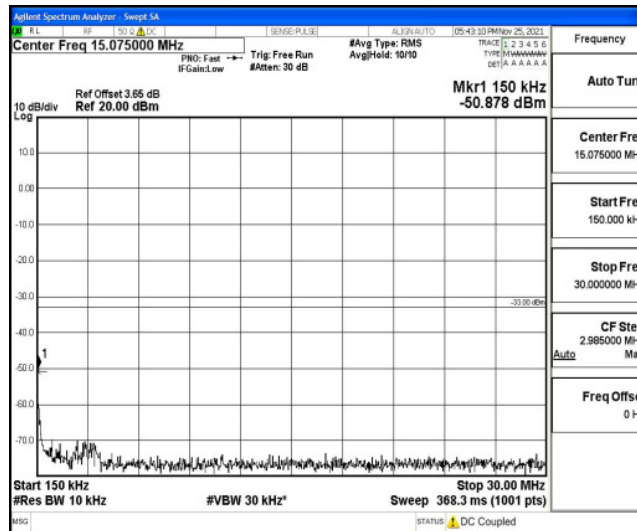 Agilent Spectrum Analyzer - Swept SA
RL RF 50 Ω DC SENSE:PULSE ALIGN AUTO 05:43:10 PM Nov 25, 2021
Center Freq 15.075000 MHz
PNO: Fast
IFGain:Low
Trig: Free Run
#Atten: 30 dB
#Avg Type: RMS
Avg|Hold: 10/10
TRACE 1 2 3 4 5 6
TYPE
DET A A A A A A
Ref Offset 3.65 dB
Ref 20.00 dBm
Mkr1 150 kHz
-50.878 dBm
10 dB/div
Log
10.0
0.00
-10.0
-20.0
-30.0
-33.00 dBm
-40.0
1
-50.0
-60.0
-70.0
Start 150 kHz
Stop 30.00 MHz
#Res BW 10 kHz
#VBW 30 kHz*
Sweep 368.3 ms (1001 pts)
MSG
STATUS DC Coupled
Frequency
Auto Tun
Center Fre
15.075000 MH
Start Fre
150.000 kH
Stop Fre
30.000000 MH
CF Ste
2.985000 MH
Auto Ma
Freq Offse
0 H